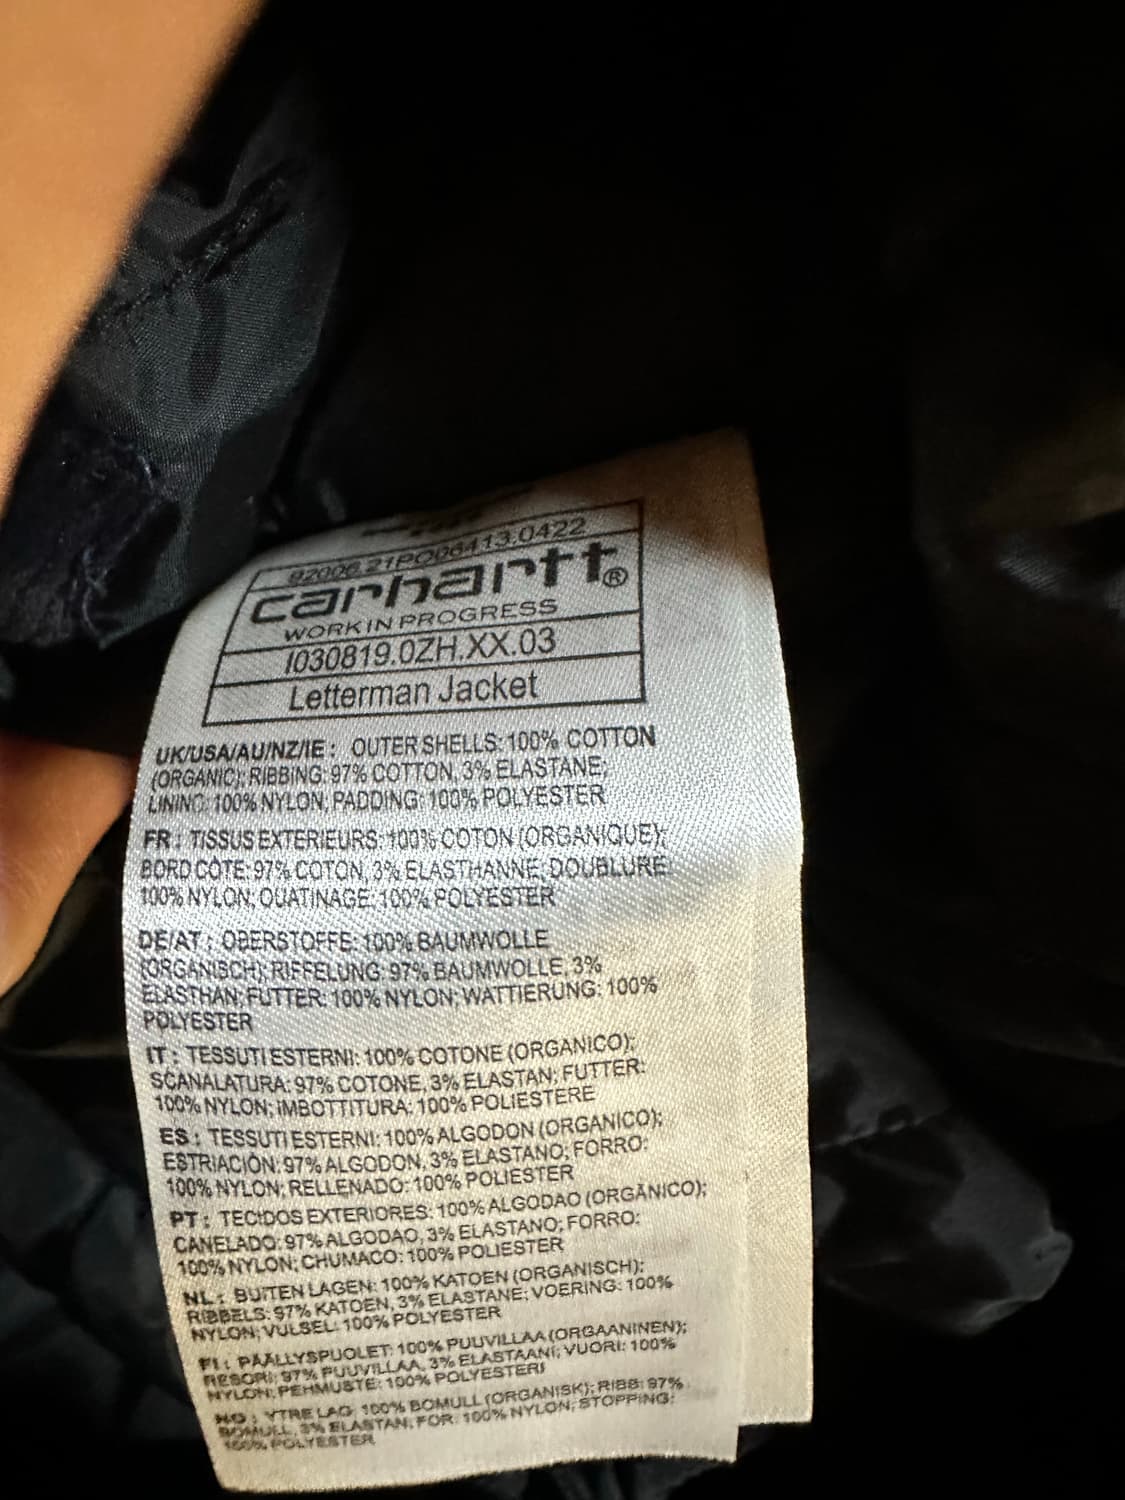 92006.21PO06413.0422
carhartt®
WORK IN PROGRESS
I030819.0ZH.XX.03
Letterman Jacket
UK/USA/AU/NZ/IE : OUTER SHELLS: 100% COTTON
(ORGANIC); RIBBING: 97% COTTON, 3% ELASTANE;
LINING: 100% NYLON; PADDING: 100% POLYESTER
FR : TISSUS EXTERIEURS: 100% COTON (ORGANIQUE);
BORD CÔTE: 97% COTON, 3% ELASTHANNE; DOUBLURE:
100% NYLON; OUATINAGE: 100% POLYESTER
DE/AT : OBERSTOFFE: 100% BAUMWOLLE
(ORGANISCH); RIFFELUNG: 97% BAUMWOLLE, 3%
ELASTHAN; FUTTER: 100% NYLON; WATTIERUNG: 100%
POLYESTER
IT : TESSUTI ESTERNI: 100% COTONE (ORGANICO);
SCANALATURA: 97% COTONE, 3% ELASTAN; FUTTER:
100% NYLON; IMBOTTITURA: 100% POLIESTERE
ES : TESSUTI ESTERNI: 100% ALGODON (ORGANICO);
ESTRIACIÓN: 97% ALGODON, 3% ELASTANO; FORRO:
100% NYLON; RELLENADO: 100% POLIESTER
PT : TECIDOS EXTERIORES: 100% ALGODAO (ORGÂNICO);
CANELADO: 97% ALGODAO, 3% ELASTANO; FORRO:
100% NYLON; CHUMACO: 100% POLIESTER
NL : BUITEN LAGEN: 100% KATOEN (ORGANISCH);
RIBBELS: 97% KATOEN, 3% ELASTANE; VOERING: 100%
NYLON; VULSEL: 100% POLYESTER
FI : PÄÄLLYSPUOLET: 100% PUUVILLAA (ORGAANINEN);
RESORI: 97% PUUVILLAA, 3% ELASTAANI; VUORI: 100%
NYLON; PEHMUSTE: 100% POLYESTERI
NO : YTRE LAG: 100% BOMULL (ORGANISK); RIBB: 97%
BOMULL, 3% ELASTAN; FOR: 100% NYLON; STOPPING:
100% POLYESTER